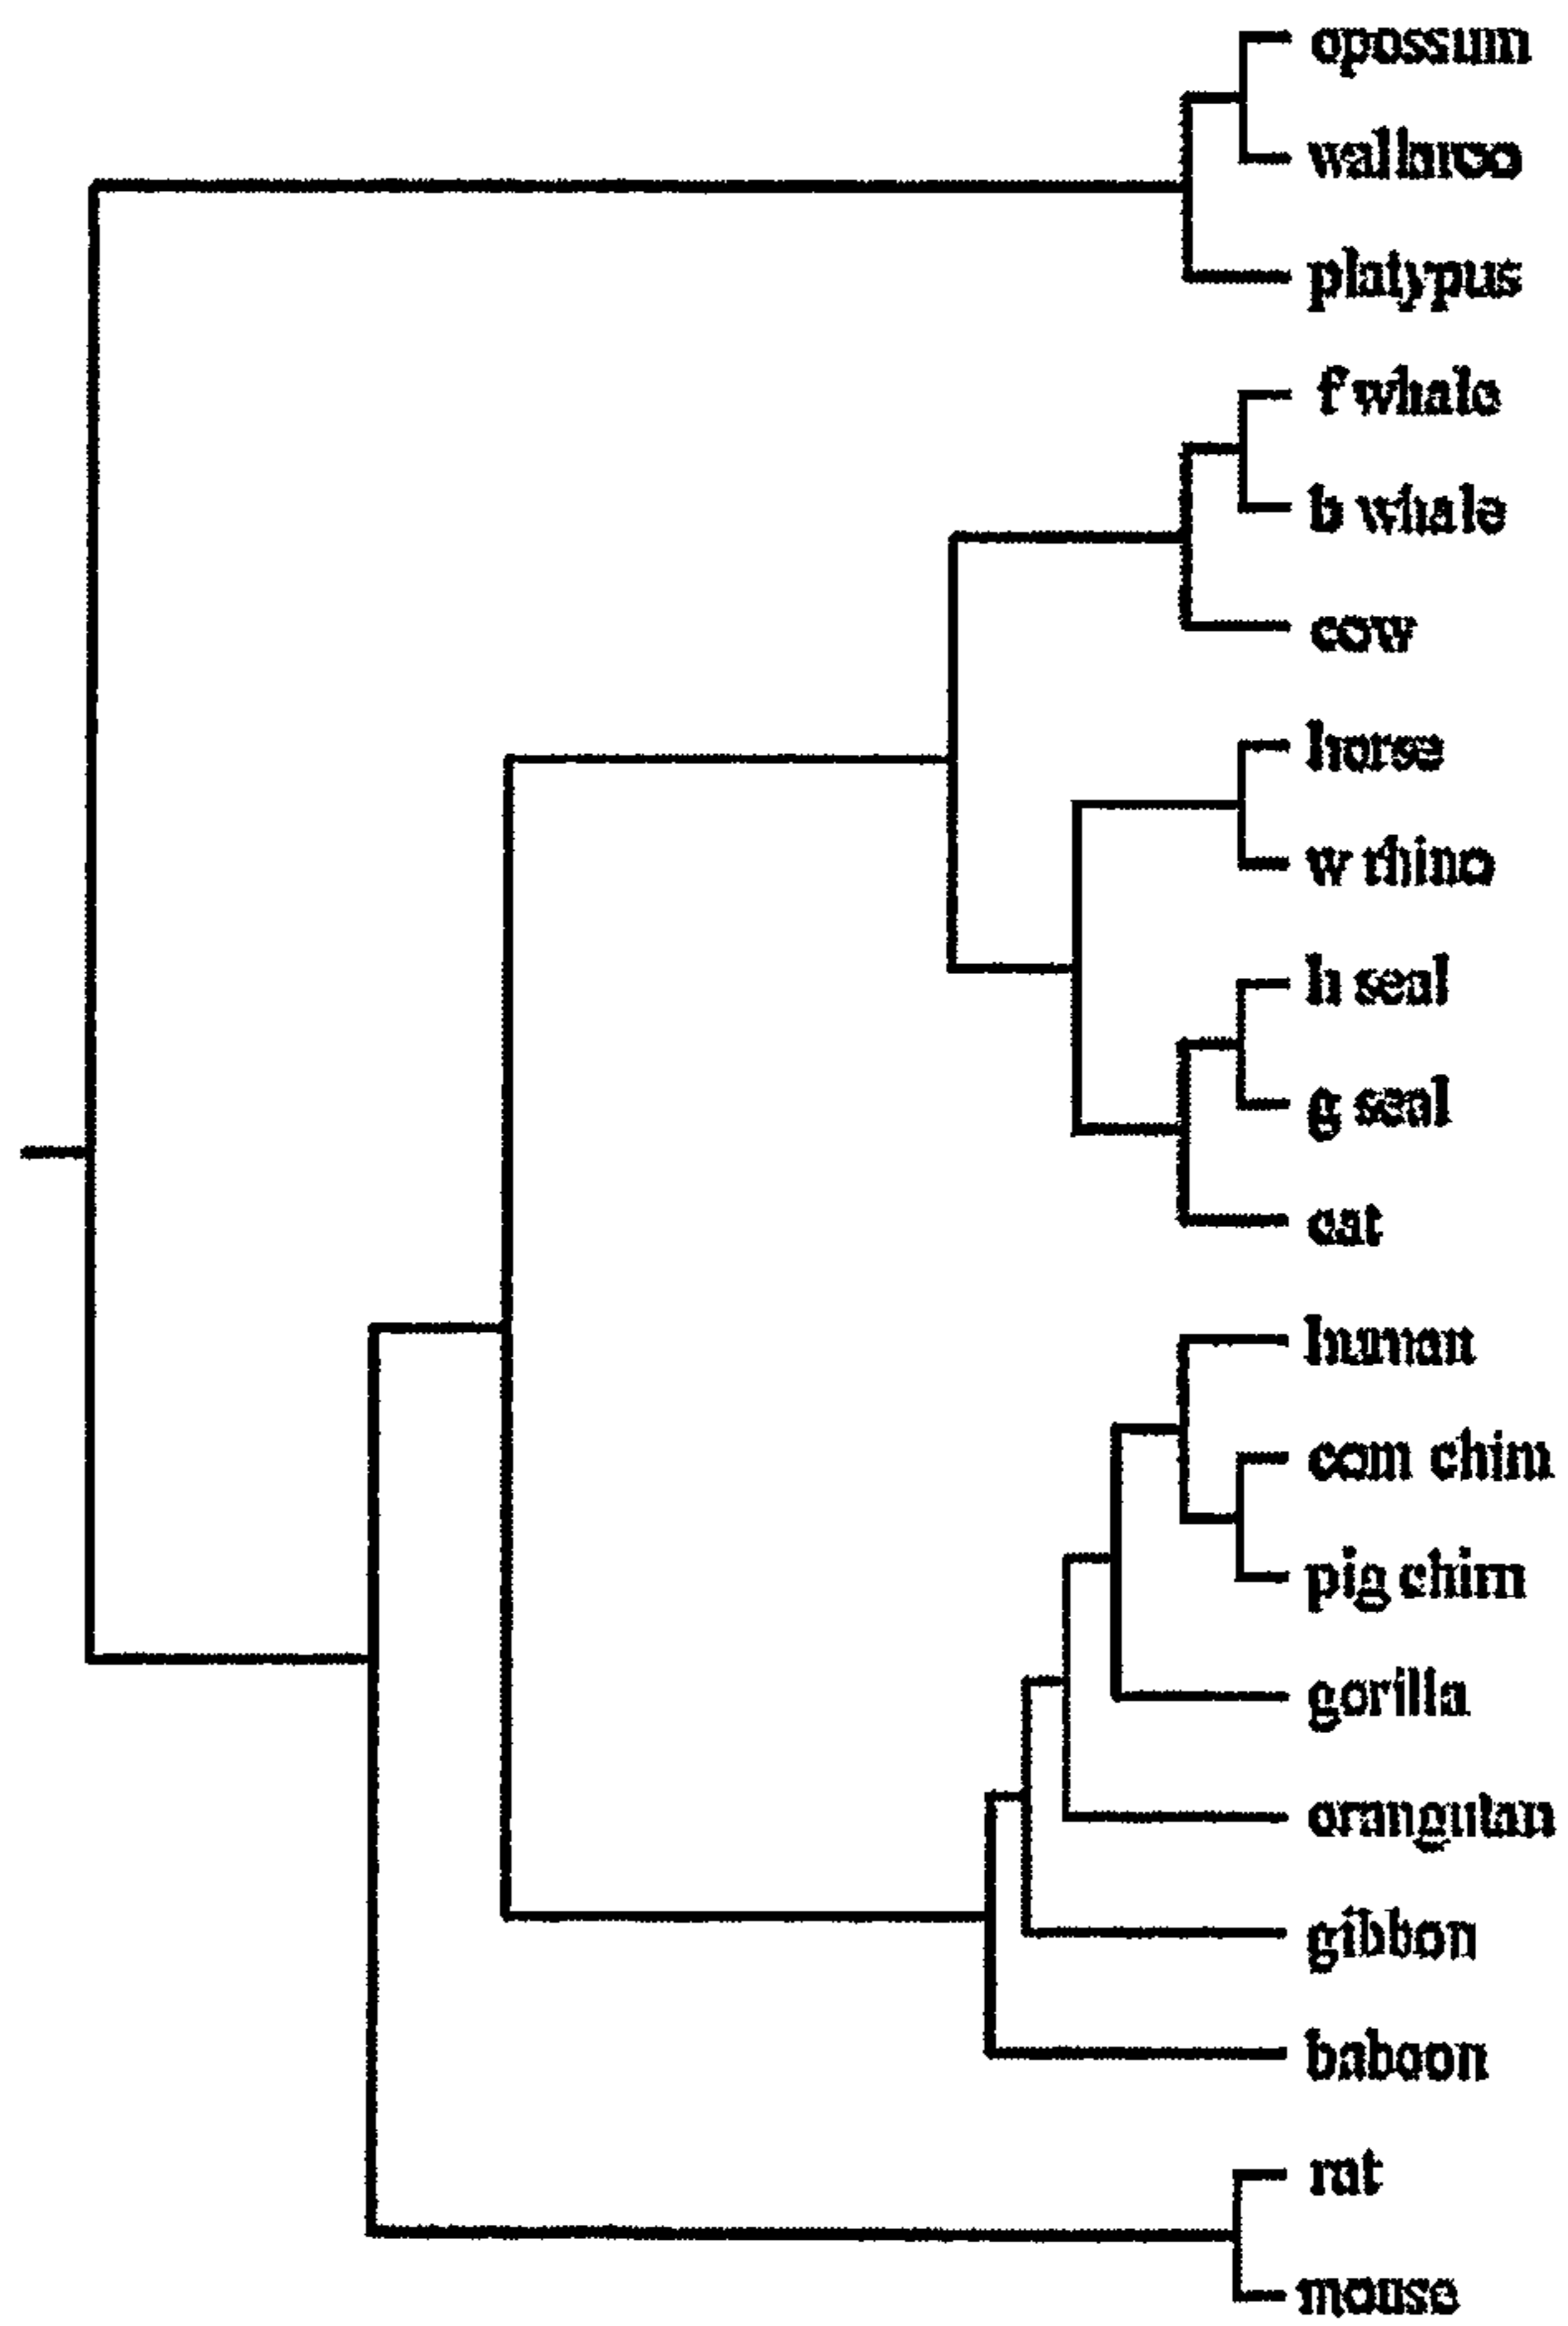 opossum
wallaroo
platypus
f whale
b whale
cow
horse
w rhino
h seal
g seal
cat
human
com chim
pig chim
gorilla
orangutan
gibbon
baboon
rat
mouse